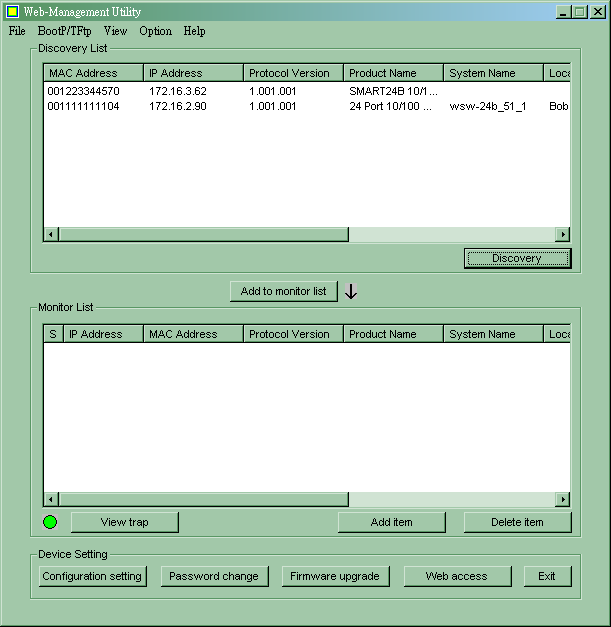 Web-Management Utility
File BootP/TFtp View Option Help
Discovery List
MAC Address IP Address Protocol Version Product Name System Name Loca
001223344570 172.16.3.62 1.001.001 SMART24B 10/1...
001111111104 172.16.2.90 1.001.001 24 Port 10/100 ... wsw-24b_51_1 Bob
Discovery
Add to monitor list
Monitor List
S IP Address MAC Address Protocol Version Product Name System Name Loca
View trap Add item Delete item
Device Setting
Configuration setting Password change Firmware upgrade Web access Exit